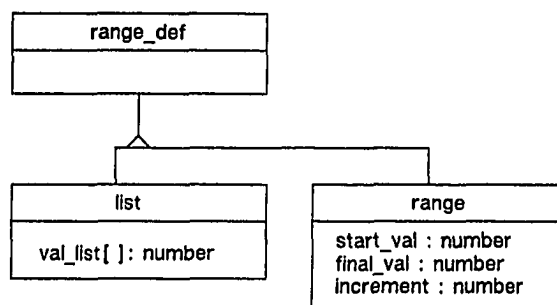 range_def
list
val_list[ ] : number
range
start_val : number
final_val : number
increment : number